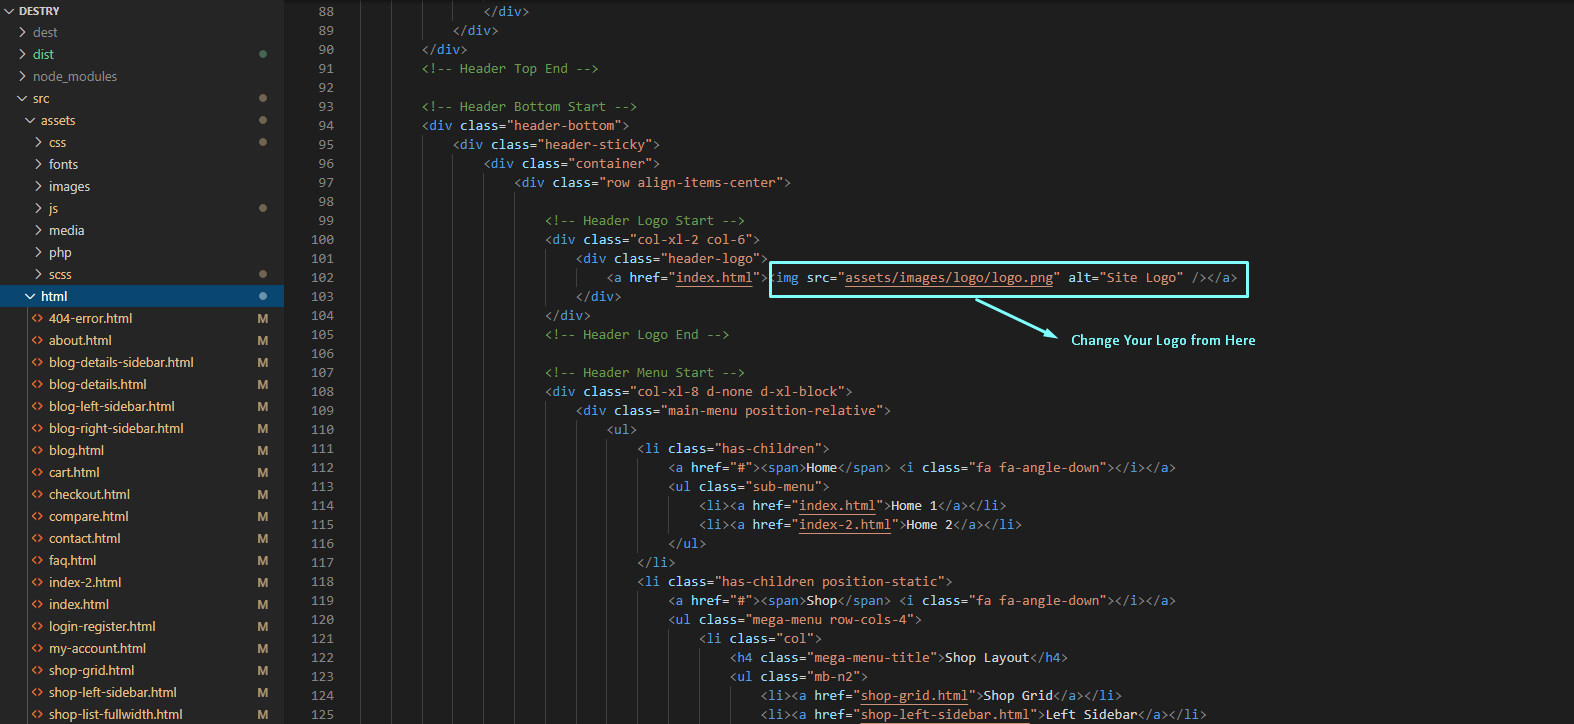 DESTRY
dest
dist
node_modules
src
assets
css
fonts
images
js
media
php
scss
html
404-error.html M
about.html M
blog-details-sidebar.html M
blog-details.html M
blog-left-sidebar.html M
blog-right-sidebar.html M
blog.html M
cart.html M
checkout.html M
compare.html M
contact.html M
faq.html M
index-2.html M
index.html M
login-register.html M
my-account.html M
shop-grid.html M
shop-left-sidebar.html M
shop-list-fullwidth.html M
88 </div>
89 </div>
90 </div>
91 <!-- Header Top End -->
92
93 <!-- Header Bottom Start -->
94 <div class="header-bottom">
95 <div class="header-sticky">
96 <div class="container">
97 <div class="row align-items-center">
98
99 <!-- Header Logo Start -->
100 <div class="col-xl-2 col-6">
101 <div class="header-logo">
102 <a href="index.html"><img src="assets/images/logo/logo.png" alt="Site Logo" /></a>
103 </div>
104 </div>
105 <!-- Header Logo End -->
Change Your Logo from Here
106
107 <!-- Header Menu Start -->
108 <div class="col-xl-8 d-none d-xl-block">
109 <div class="main-menu position-relative">
110 <ul>
111 <li class="has-children">
112 <a href="#"><span>Home</span> <i class="fa fa-angle-down"></i></a>
113 <ul class="sub-menu">
114 <li><a href="index.html">Home 1</a></li>
115 <li><a href="index-2.html">Home 2</a></li>
116 </ul>
117 </li>
118 <li class="has-children position-static">
119 <a href="#"><span>Shop</span> <i class="fa fa-angle-down"></i></a>
120 <ul class="mega-menu row-cols-4">
121 <li class="col">
122 <h4 class="mega-menu-title">Shop Layout</h4>
123 <ul class="mb-n2">
124 <li><a href="shop-grid.html">Shop Grid</a></li>
125 <li><a href="shop-left-sidebar.html">Left Sidebar</a></li>